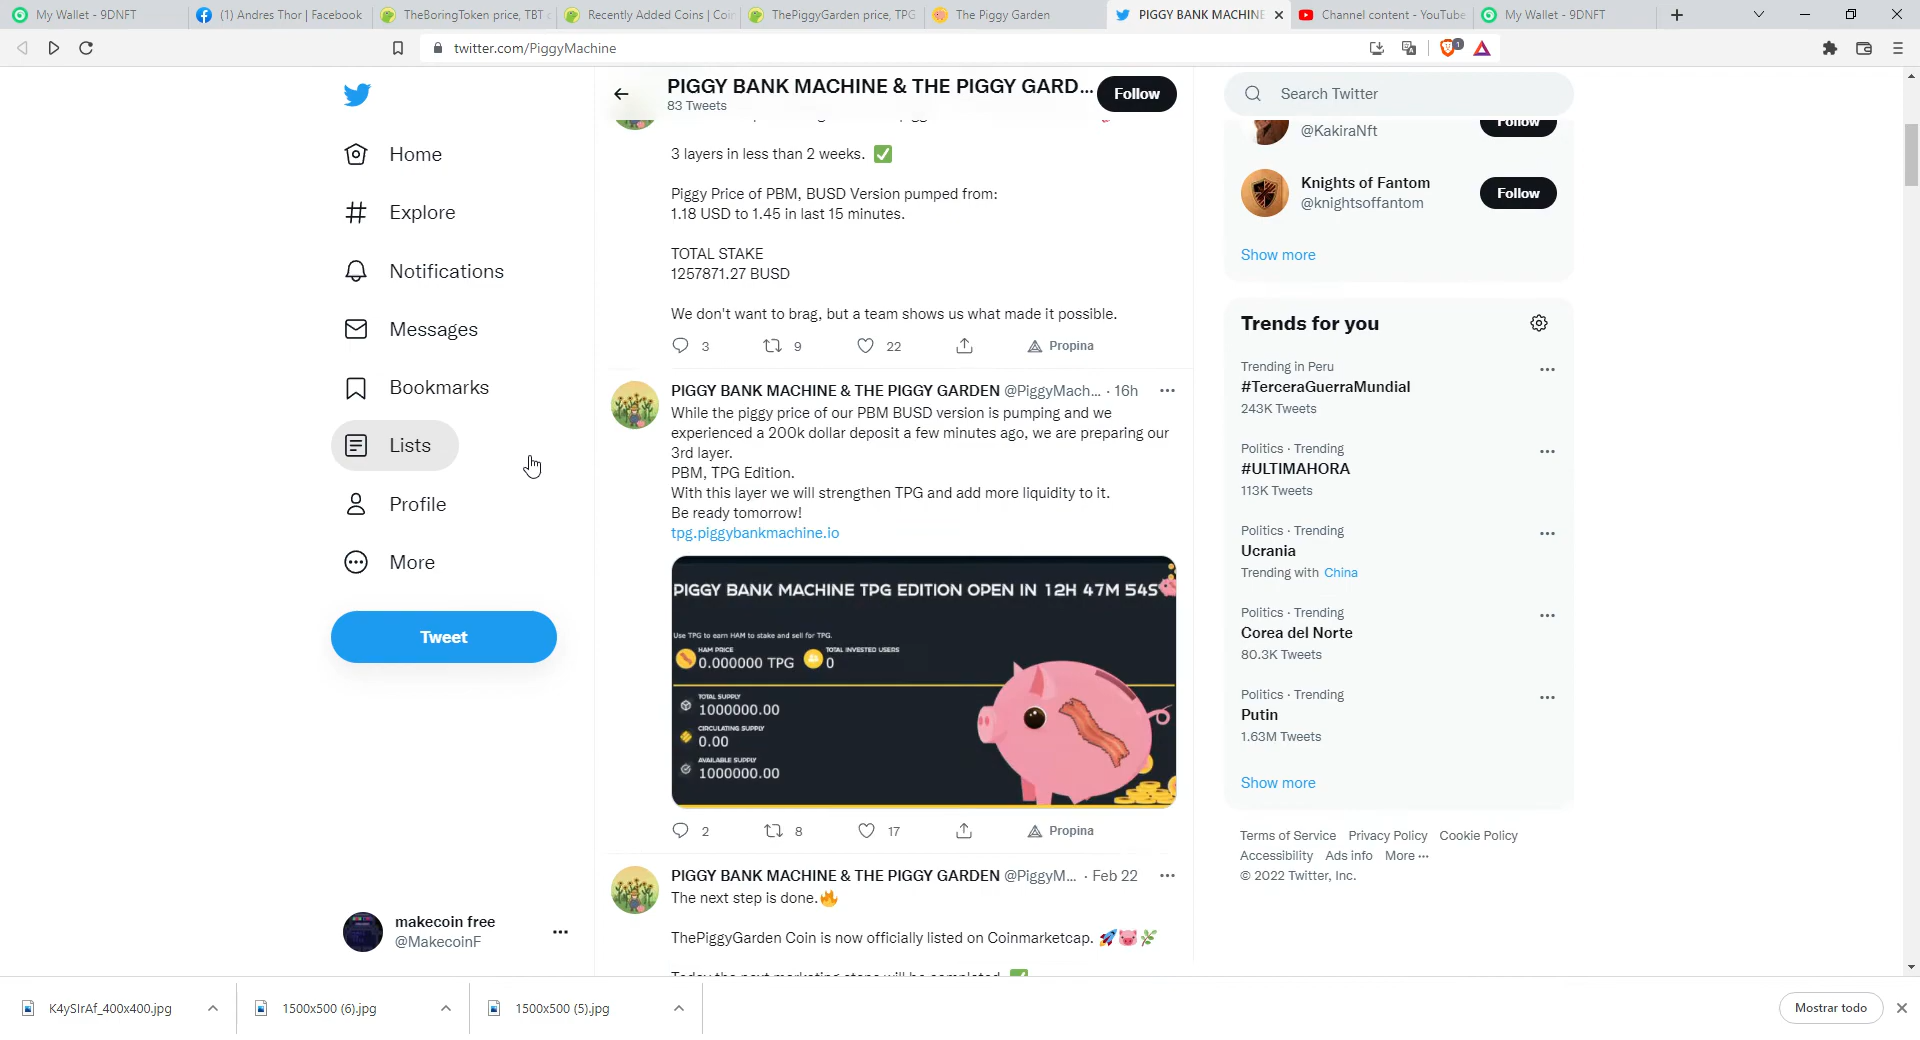 My Wallet - 9DNFT
(1) Andres Thor | Facebook
TheBoringToken price, TBT
Recently Added Coins | Coin
ThePiggyGarden price, TPG
The Piggy Garden
PIGGY BANK MACHINE
Channel content - YouTube
My Wallet - 9DNFT
twitter.com/PiggyMachine
1
PIGGY BANK MACHINE & THE PIGGY GARD...
83 Tweets
Follow
Search Twitter
Home
Explore
Notifications
Messages
Bookmarks
Lists
Profile
More
Tweet
makecoin free
@MakecoinF
3 layers in less than 2 weeks. ✅
Piggy Price of PBM, BUSD Version pumped from:
1.18 USD to 1.45 in last 15 minutes.
TOTAL STAKE
1257871.27 BUSD
We don't want to brag, but a team shows us what made it possible.
3 9 22 Propina
PIGGY BANK MACHINE & THE PIGGY GARDEN @PiggyMach... · 16h
While the piggy price of our PBM BUSD version is pumping and we
experienced a 200k dollar deposit a few minutes ago, we are preparing our
3rd layer.
PBM, TPG Edition.
With this layer we will strengthen TPG and add more liquidity to it.
Be ready tomorrow!
tpg.piggybankmachine.io
PIGGY BANK MACHINE TPG EDITION OPEN IN 12H 47M 54S
Use TPG to earn HAM to stake and sell for TPG.
HAM PRICE
0.000000 TPG
TOTAL INVESTED USERS
0
TOTAL SUPPLY
1000000.00
CIRCULATING SUPPLY
0.00
AVAILABLE SUPPLY
1000000.00
2 8 17 Propina
PIGGY BANK MACHINE & THE PIGGY GARDEN @PiggyM... · Feb 22
The next step is done.🔥
ThePiggyGarden Coin is now officially listed on Coinmarketcap. 🚀🐷🌿
Today the next marketing steps will be completed. ✅
@KakiraNft
Follow
Knights of Fantom
@knightsoffantom
Follow
Show more
Trends for you
Trending in Peru
#TerceraGuerraMundial
243K Tweets
Politics · Trending
#ULTIMAHORA
113K Tweets
Politics · Trending
Ucrania
Trending with China
Politics · Trending
Corea del Norte
80.3K Tweets
Politics · Trending
Putin
1.63M Tweets
Show more
Terms of Service Privacy Policy Cookie Policy
Accessibility Ads info More ···
© 2022 Twitter, Inc.
K4ySIrAf_400x400.jpg
1500x500 (6).jpg
1500x500 (5).jpg
Mostrar todo